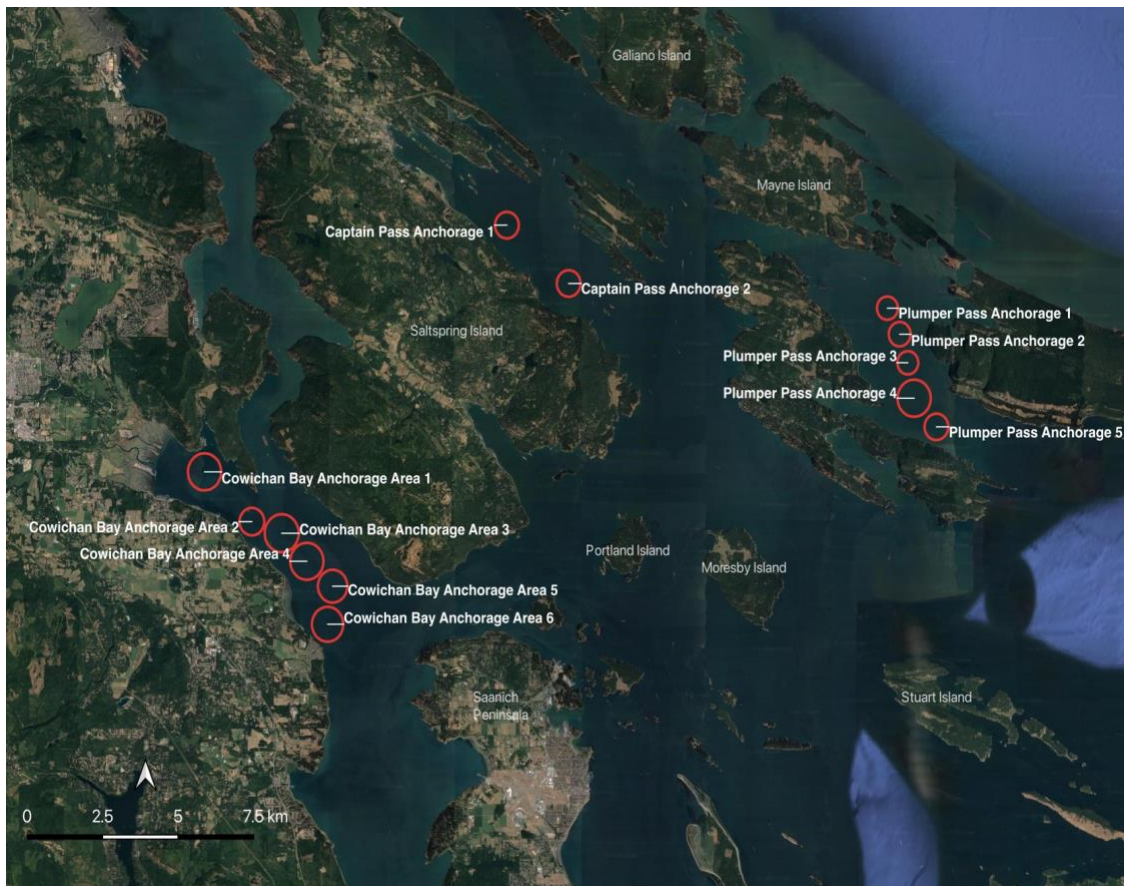 Galiano Island
Mayne Island
Captain Pass Anchorage 1
Captain Pass Anchorage 2
Saltspring Island
Plumper Pass Anchorage 1
Plumper Pass Anchorage 2
Plumper Pass Anchorage 3
Plumper Pass Anchorage 4
Plumper Pass Anchorage 5
Cowichan Bay Anchorage Area 1
Cowichan Bay Anchorage Area 2
Cowichan Bay Anchorage Area 3
Cowichan Bay Anchorage Area 4
Cowichan Bay Anchorage Area 5
Cowichan Bay Anchorage Area 6
Portland Island
Moresby Island
Saanich
Peninsula
Stuart Island
0 2.5 5 7.5 km